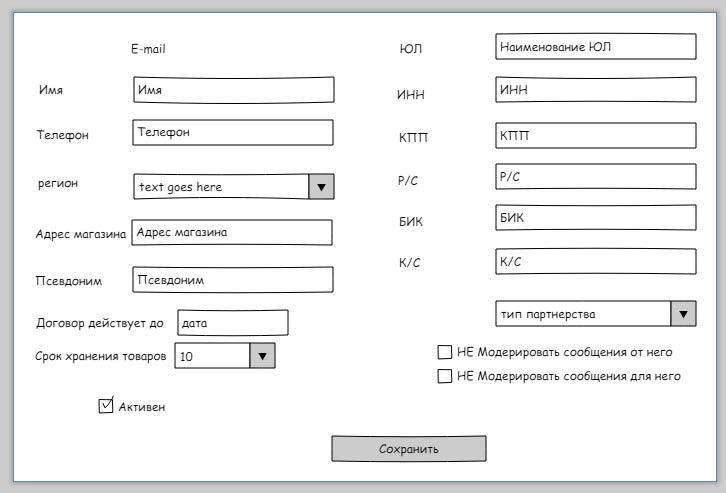 E-mail
Имя Имя
Телефон Телефон
регион text goes here
Адрес магазина Адрес магазина
Псевдоним Псевдоним
Договор действует до дата
Срок хранения товаров 10
Активен
ЮЛ Наименование ЮЛ
ИНН ИНН
КПП КПП
Р/С Р/С
БИК БИК
К/С К/С
тип партнерства
НЕ Модерировать сообщения от него
НЕ Модерировать сообщения для него
Сохранить